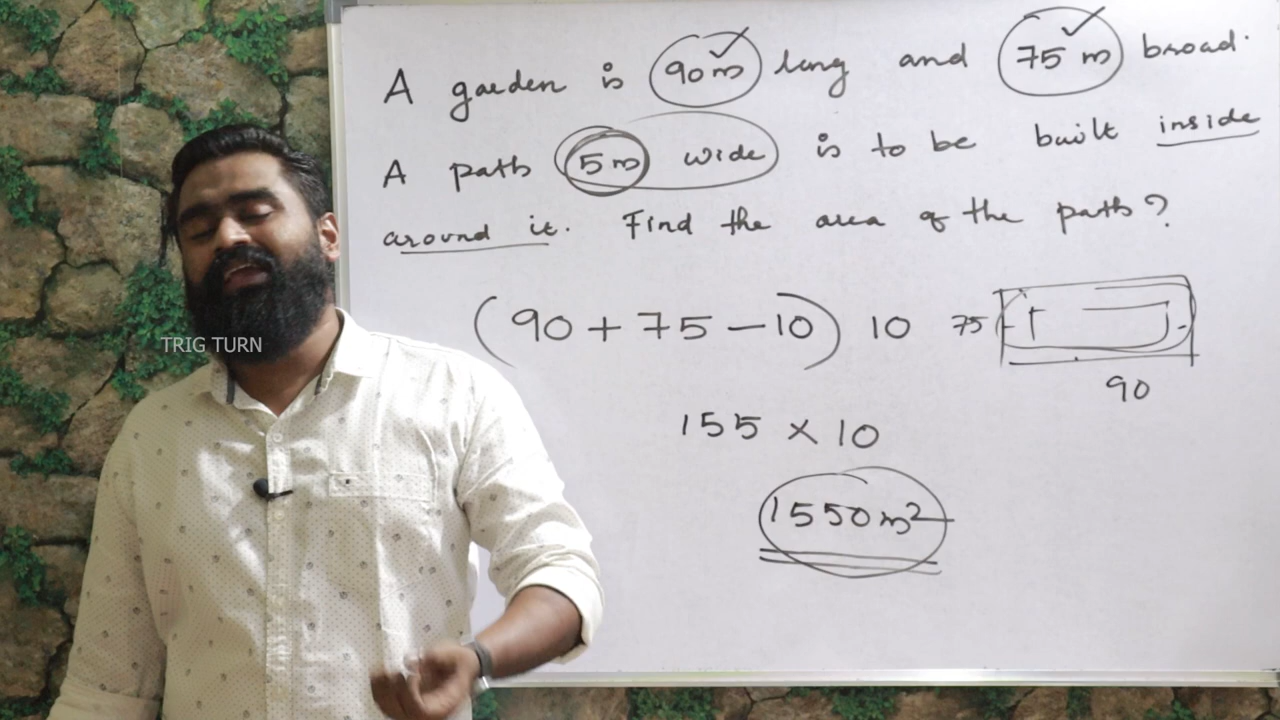 A garden is 90m long and 75 m broad.
A path 5m wide is to be built inside
around it. Find the area of the path?
(90 + 75 – 10) 10
75
90
155 × 10
1550 m²
TRIG TURN